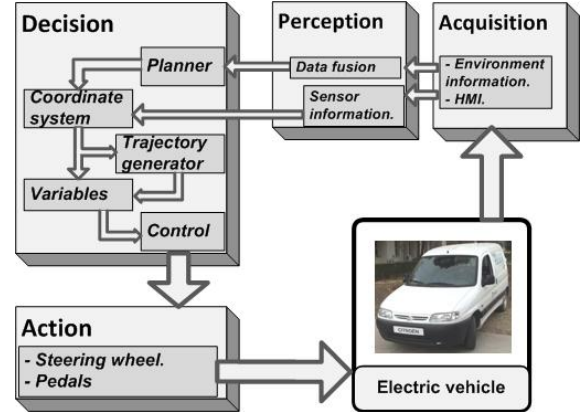 Decision
Planner
Coordinate
system
Trajectory
generator
Variables
Control
Perception
Data fusion
Sensor
information.
Acquisition
- Environment
information.
- HMI.
Action
- Steering wheel.
- Pedals
CITROËN
Electric vehicle